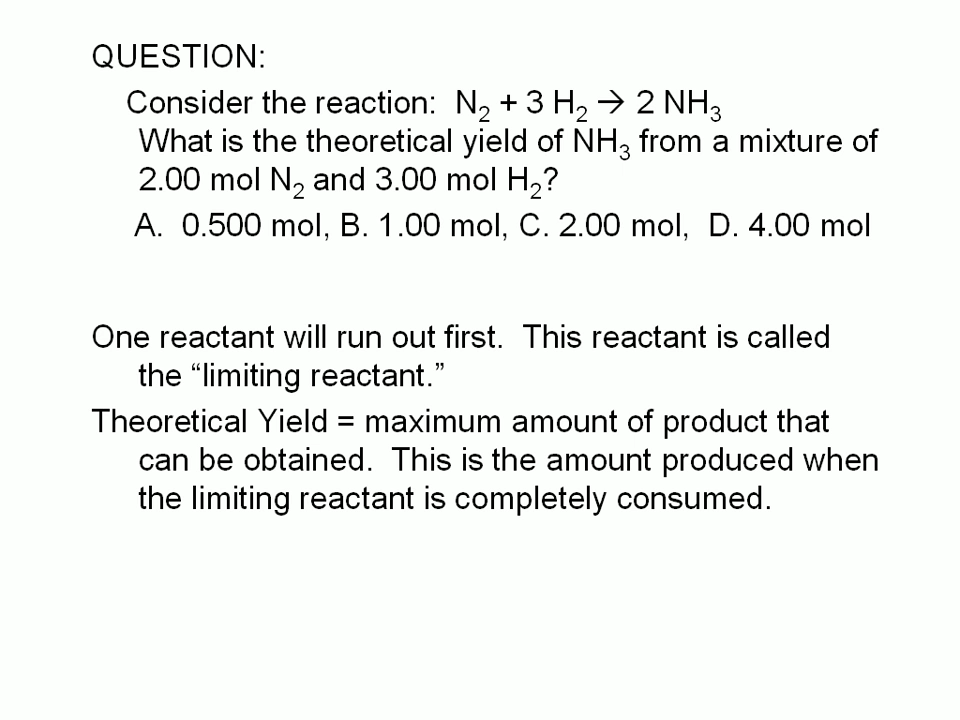 QUESTION:
Consider the reaction: N₂ + 3 H₂ → 2 NH₃
What is the theoretical yield of NH₃ from a mixture of
2.00 mol N₂ and 3.00 mol H₂?
A. 0.500 mol, B. 1.00 mol, C. 2.00 mol, D. 4.00 mol
One reactant will run out first. This reactant is called
the “limiting reactant.”
Theoretical Yield = maximum amount of product that
can be obtained. This is the amount produced when
the limiting reactant is completely consumed.